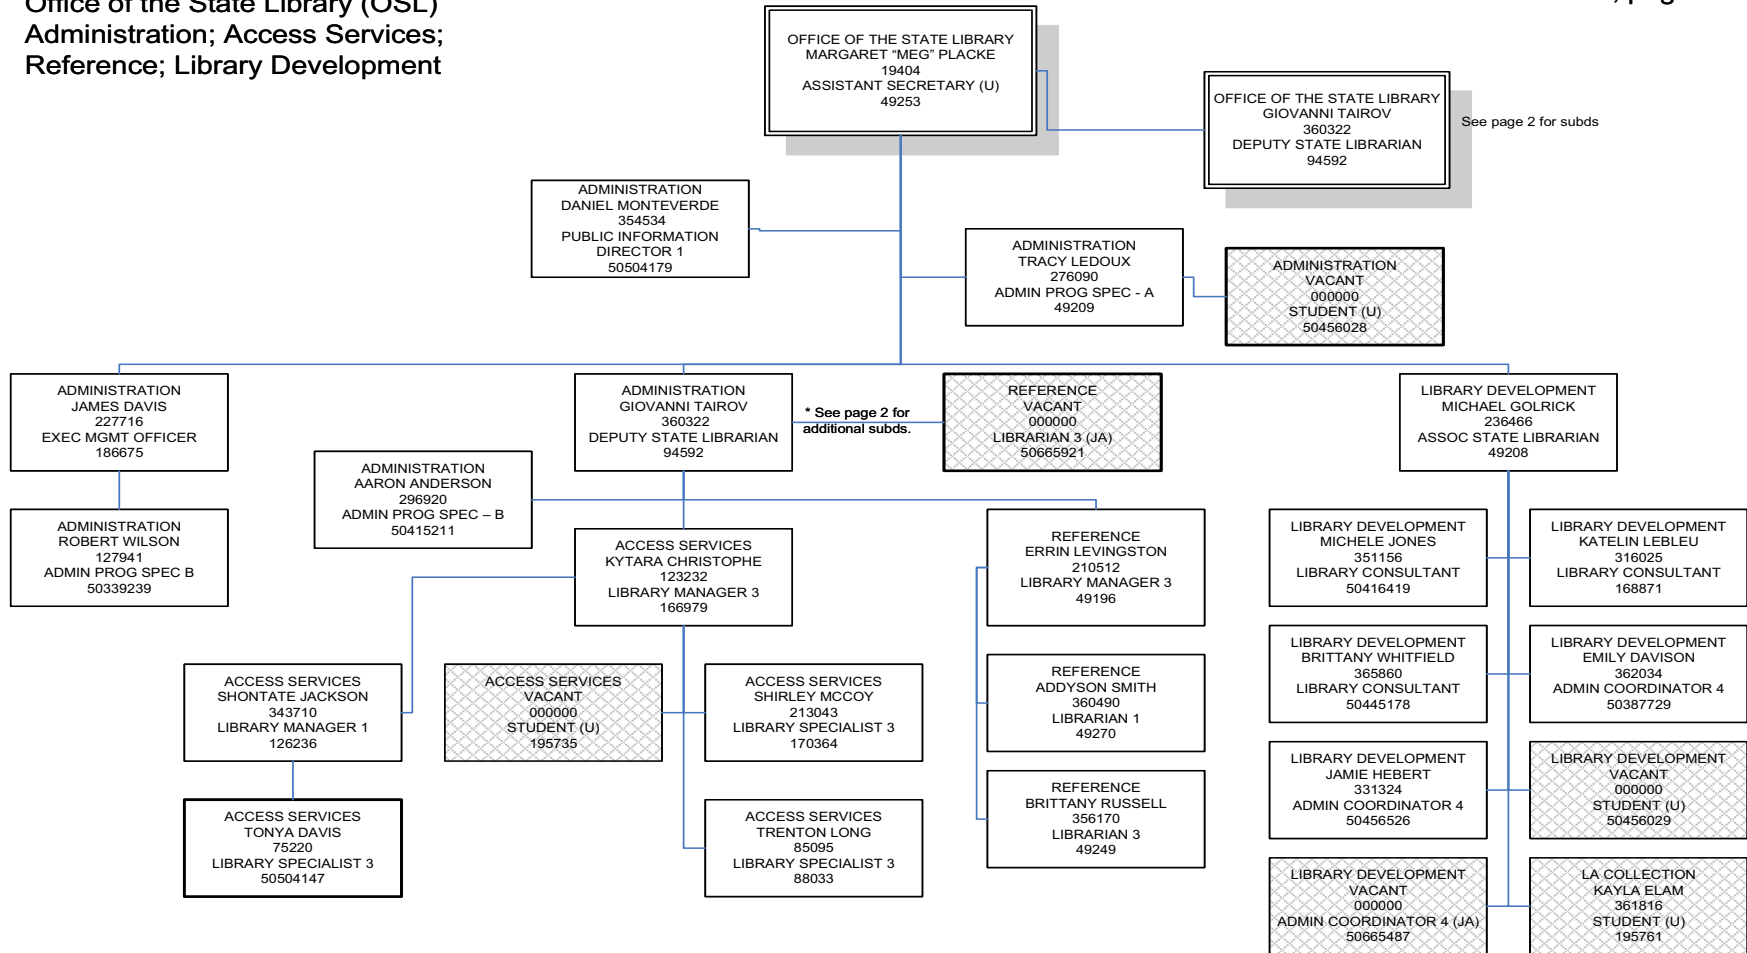 Office of the State Library (OSL)
Administration; Access Services;
Reference; Library Development
OFFICE OF THE STATE LIBRARY
MARGARET “MEG” PLACKE
19404
ASSISTANT SECRETARY (U)
49253
OFFICE OF THE STATE LIBRARY
GIOVANNI TAIROV
360322
DEPUTY STATE LIBRARIAN
94592
See page 2 for subds
ADMINISTRATION
DANIEL MONTEVERDE
354534
PUBLIC INFORMATION
DIRECTOR 1
50504179
ADMINISTRATION
TRACY LEDOUX
276090
ADMIN PROG SPEC - A
49209
ADMINISTRATION
VACANT
000000
STUDENT (U)
50456028
ADMINISTRATION
JAMES DAVIS
227716
EXEC MGMT OFFICER
186675
ADMINISTRATION
GIOVANNI TAIROV
360322
DEPUTY STATE LIBRARIAN
94592
* See page 2 for
additional subds.
REFERENCE
VACANT
000000
LIBRARIAN 3 (JA)
50665921
LIBRARY DEVELOPMENT
MICHAEL GOLRICK
236466
ASSOC STATE LIBRARIAN
49208
ADMINISTRATION
ROBERT WILSON
127941
ADMIN PROG SPEC B
50339239
ADMINISTRATION
AARON ANDERSON
296920
ADMIN PROG SPEC – B
50415211
ACCESS SERVICES
KYTARA CHRISTOPHE
123232
LIBRARY MANAGER 3
166979
REFERENCE
ERRIN LEVINGSTON
210512
LIBRARY MANAGER 3
49196
LIBRARY DEVELOPMENT
MICHELE JONES
351156
LIBRARY CONSULTANT
50416419
LIBRARY DEVELOPMENT
KATELIN LEBLEU
316025
LIBRARY CONSULTANT
168871
ACCESS SERVICES
SHONTATE JACKSON
343710
LIBRARY MANAGER 1
126236
ACCESS SERVICES
VACANT
000000
STUDENT (U)
195735
ACCESS SERVICES
SHIRLEY MCCOY
213043
LIBRARY SPECIALIST 3
170364
REFERENCE
ADDYSON SMITH
360490
LIBRARIAN 1
49270
LIBRARY DEVELOPMENT
BRITTANY WHITFIELD
365860
LIBRARY CONSULTANT
50445178
LIBRARY DEVELOPMENT
EMILY DAVISON
362034
ADMIN COORDINATOR 4
50387729
ACCESS SERVICES
TONYA DAVIS
75220
LIBRARY SPECIALIST 3
50504147
ACCESS SERVICES
TRENTON LONG
85095
LIBRARY SPECIALIST 3
88033
REFERENCE
BRITTANY RUSSELL
356170
LIBRARIAN 3
49249
LIBRARY DEVELOPMENT
JAMIE HEBERT
331324
ADMIN COORDINATOR 4
50456526
LIBRARY DEVELOPMENT
VACANT
000000
STUDENT (U)
50456029
LIBRARY DEVELOPMENT
VACANT
000000
ADMIN COORDINATOR 4 (JA)
50665487
LA COLLECTION
KAYLA ELAM
361816
STUDENT (U)
195761